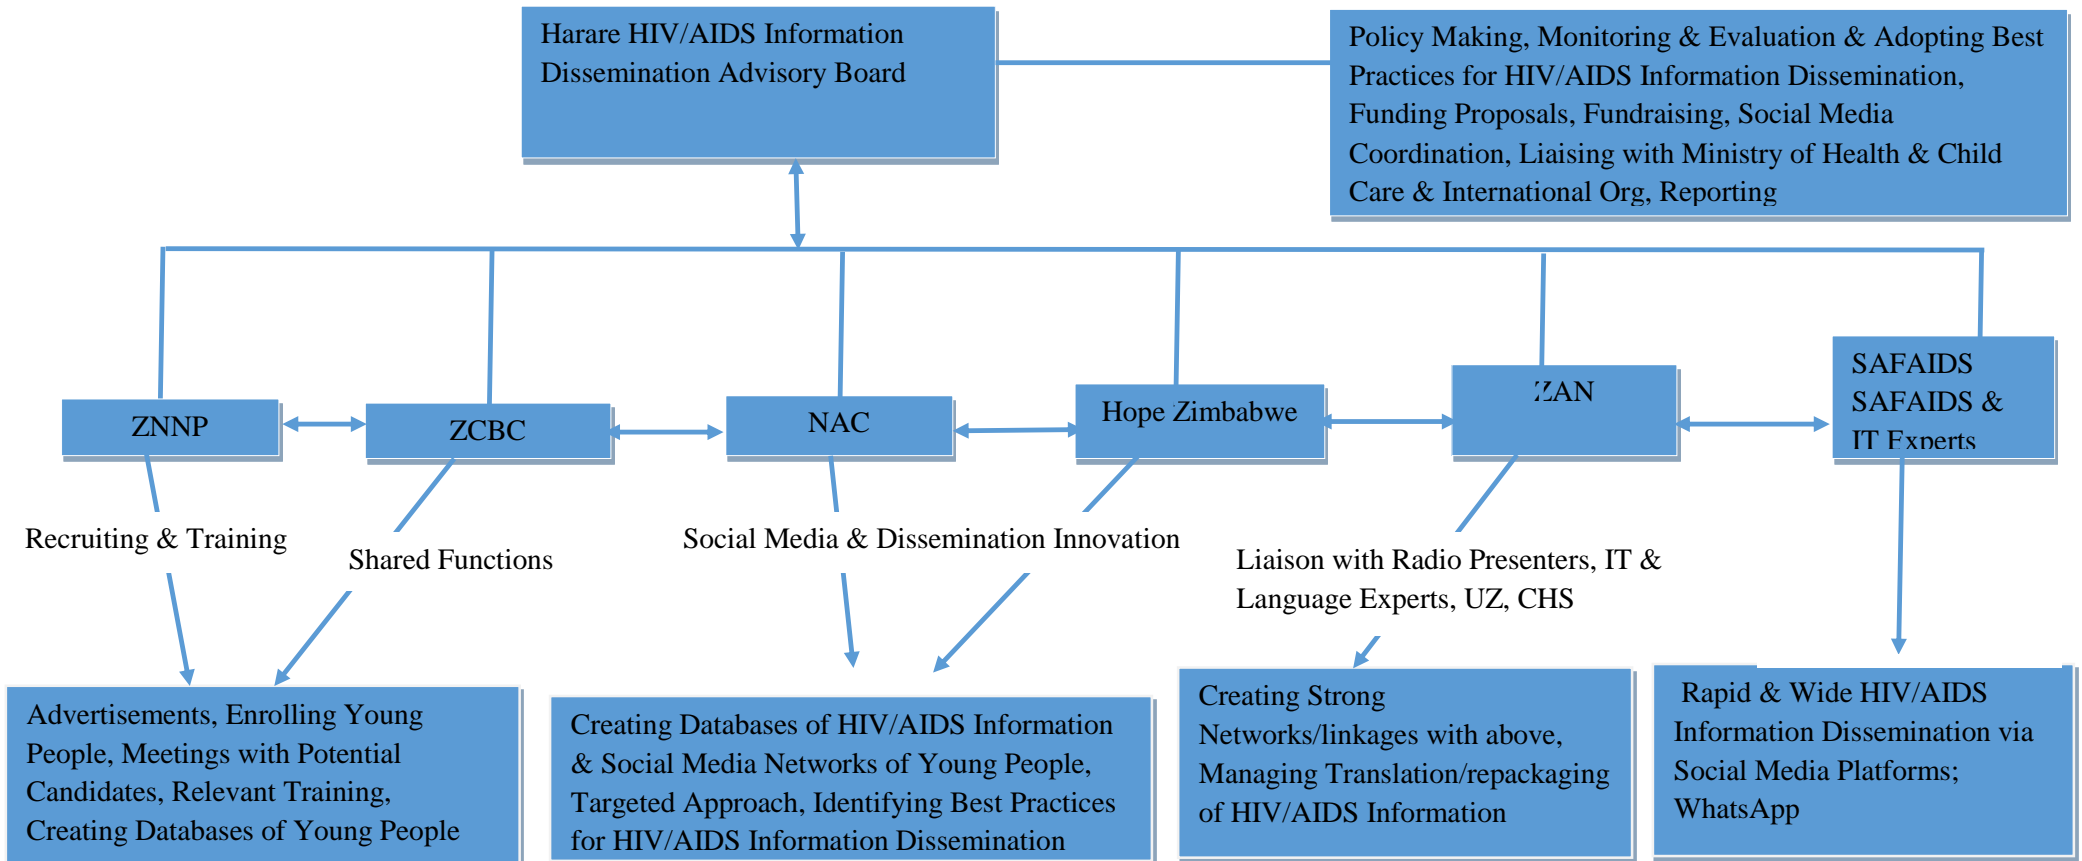 Harare HIV/AIDS Information
Dissemination Advisory Board
Policy Making, Monitoring & Evaluation & Adopting Best
Practices for HIV/AIDS Information Dissemination,
Funding Proposals, Fundraising, Social Media
Coordination, Liaising with Ministry of Health & Child
Care & International Org, Reporting
ZNNP
ZCBC
NAC
Hope Zimbabwe
ZAN
SAFAIDS
SAFAIDS &
IT Experts
Recruiting & Training
Shared Functions
Social Media & Dissemination Innovation
Liaison with Radio Presenters, IT &
Language Experts, UZ, CHS
Advertisements, Enrolling Young
People, Meetings with Potential
Candidates, Relevant Training,
Creating Databases of Young People
Creating Databases of HIV/AIDS Information
& Social Media Networks of Young People,
Targeted Approach, Identifying Best Practices
for HIV/AIDS Information Dissemination
Creating Strong
Networks/linkages with above,
Managing Translation/repackaging
of HIV/AIDS Information
Rapid & Wide HIV/AIDS
Information Dissemination via
Social Media Platforms;
WhatsApp